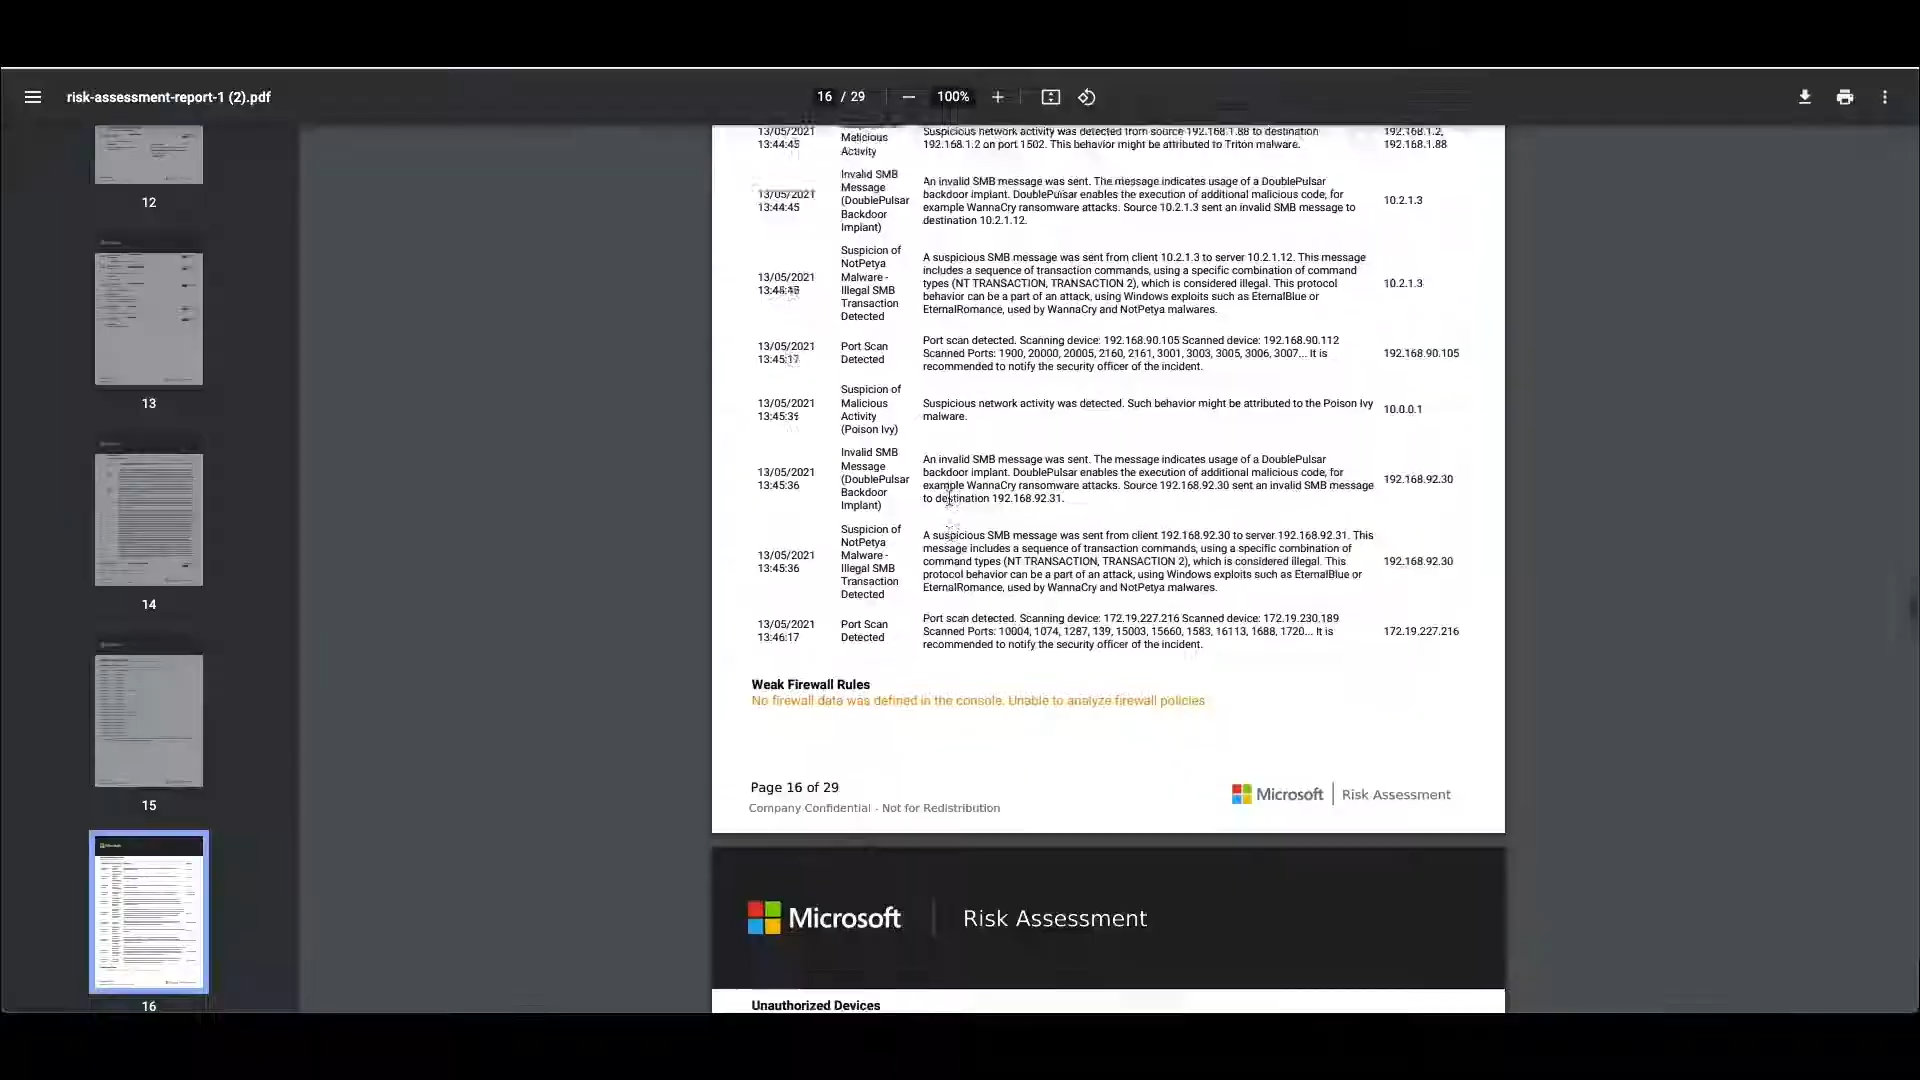 risk-assessment-report-1 (2).pdf
16 / 29
100%
12
13
14
15
16
13/05/2021
13:44:45
Malicious
Activity
Suspicious network activity was detected from source 192.168.1.88 to destination
192.168.1.2 on port 1502. This behavior might be attributed to Triton malware.
192.168.1.2,
192.168.1.88
13/05/2021
13:44:45
Invalid SMB
Message
(DoublePulsar
Backdoor
Implant)
An invalid SMB message was sent. The message indicates usage of a DoublePulsar
backdoor implant. DoublePulsar enables the execution of additional malicious code, for
example WannaCry ransomware attacks. Source 10.2.1.3 sent an invalid SMB message to
destination 10.2.1.12.
10.2.1.3
13/05/2021
Suspicion of
NotPetya
Malware -
Illegal SMB
Transaction
Detected
A suspicious SMB message was sent from client 10.2.1.3 to server 10.2.1.12. This message
includes a sequence of transaction commands, using a specific combination of command
types (NT TRANSACTION, TRANSACTION 2), which is considered illegal. This protocol
behavior can be a part of an attack, using Windows exploits such as EternalBlue or
EternalRomance, used by WannaCry and NotPetya malwares.
10.2.1.3
13/05/2021
13:45:17
Port Scan
Detected
Port scan detected. Scanning device: 192.168.90.105 Scanned device: 192.168.90.112
Scanned Ports: 1900, 20000, 20005, 2160, 2161, 3001, 3003, 3005, 3006, 3007... It is
recommended to notify the security officer of the incident.
192.168.90.105
13/05/2021
Suspicion of
Malicious
Activity
(Poison Ivy)
Suspicious network activity was detected. Such behavior might be attributed to the Poison Ivy
malware.
10.0.0.1
13/05/2021
13:45:36
Invalid SMB
Message
(DoublePulsar
Backdoor
Implant)
An invalid SMB message was sent. The message indicates usage of a DoublePulsar
backdoor implant. DoublePulsar enables the execution of additional malicious code, for
example WannaCry ransomware attacks. Source 192.168.92.30 sent an invalid SMB message
to destination 192.168.92.31.
192.168.92.30
13/05/2021
13:45:36
Suspicion of
NotPetya
Malware -
Illegal SMB
Transaction
Detected
A suspicious SMB message was sent from client 192.168.92.30 to server 192.168.92.31. This
message includes a sequence of transaction commands, using a specific combination of
command types (NT TRANSACTION, TRANSACTION 2), which is considered illegal. This
protocol behavior can be a part of an attack, using Windows exploits such as EternalBlue or
EternalRomance, used by WannaCry and NotPetya malwares.
192.168.92.30
13/05/2021
13:46:17
Port Scan
Detected
Port scan detected. Scanning device: 172.19.227.216 Scanned device: 172.19.230.189
Scanned Ports: 10004, 1074, 1287, 139, 15003, 15660, 1583, 16113, 1688, 1720... It is
recommended to notify the security officer of the incident.
172.19.227.216
Weak Firewall Rules
No firewall data was defined in the console. Unable to analyze firewall policies
Page 16 of 29
Company Confidential - Not for Redistribution
Microsoft | Risk Assessment
Microsoft | Risk Assessment
Unauthorized Devices